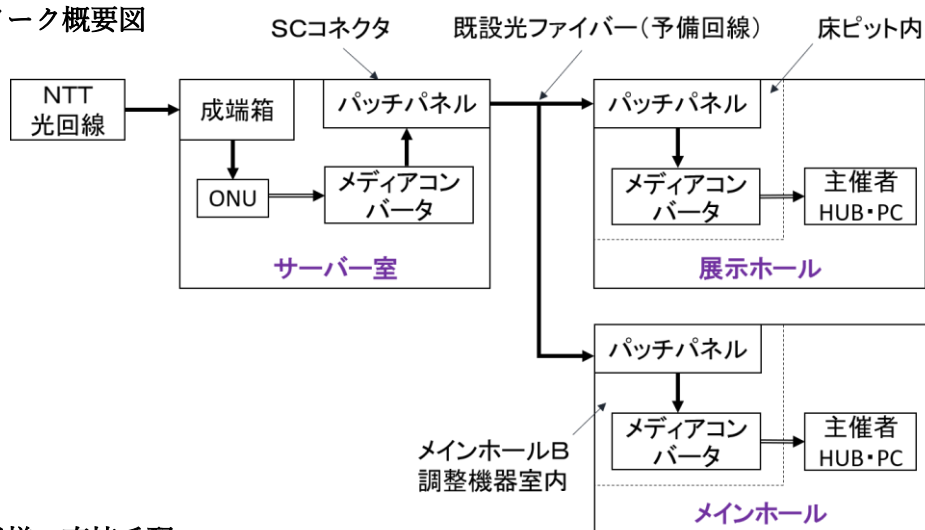 ーク概要図
SCコネクタ
既設光ファイバー(予備回線)
床ピット内
NTT
光回線
成端箱
パッチパネル
ONU
メディアコン
バータ
サーバー室
パッチパネル
メディアコン
バータ
主催者
HUB・PC
展示ホール
パッチパネル
メディアコン
バータ
主催者
HUB・PC
メインホールB
調整機器室内
メインホール